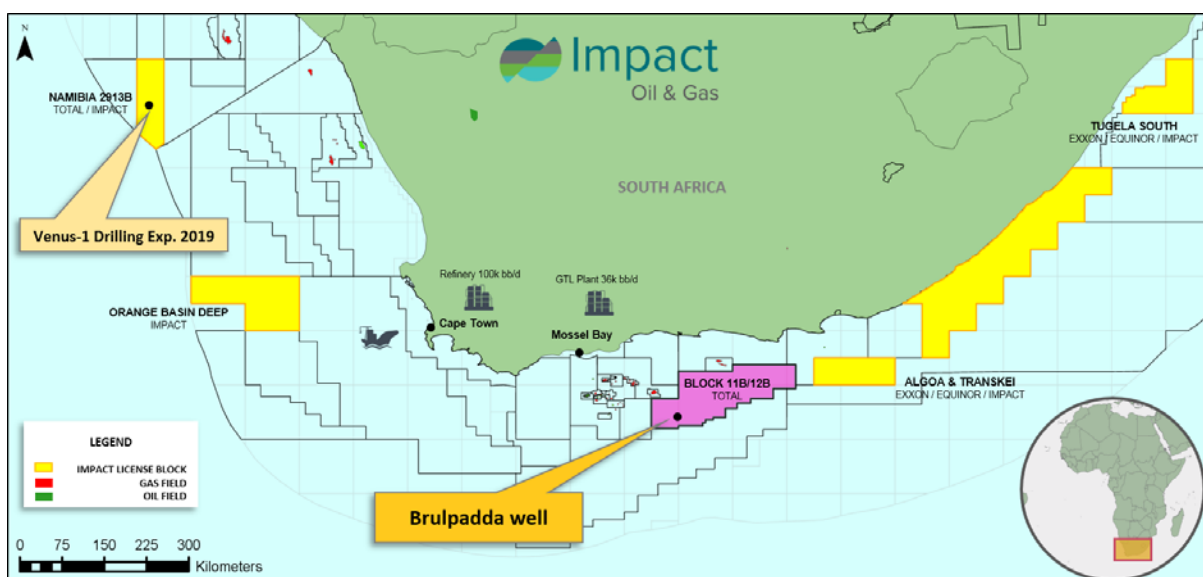 N
Impact
Oil & Gas
NAMIBIA 2913B
TOTAL / IMPACT
TUGELA SOUTH
EXXON / EQUINOR / IMPACT
SOUTH AFRICA
Venus-1 Drilling Exp. 2019
Refinery 100k bb/d
GTL Plant 36k bb/d
ORANGE BASIN DEEP
IMPACT
Cape Town
Mossel Bay
BLOCK 11B/12B
TOTAL
ALGOA & TRANSKEI
EXXON / EQUINOR / IMPACT
LEGEND
IMPACT LICENSE BLOCK
GAS FIELD
OIL FIELD
Brulpadda well
0 75 150 225 300
Kilometers